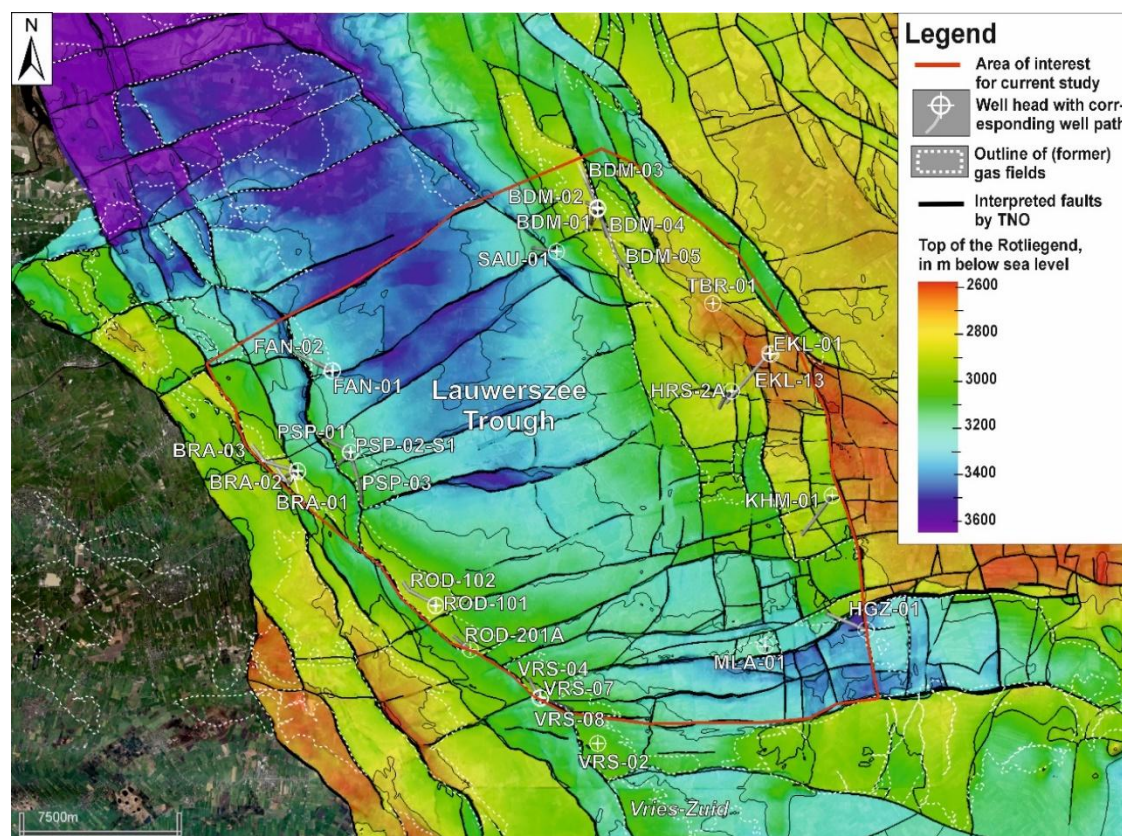 N
BDM-03
BDM-02
BDM-01
BDM-04
SAU-01
BDM-05
TBR-01
FAN-02
FAN-01
EKL-01
EKL-13
HRS-2A
Lauwerszee
Trough
PSP-01
BRA-03
PSP-02-S1
BRA-02
PSP-03
BRA-01
KHM-01
ROD-102
ROD-101
HGZ-01
ROD-201A
MLA-01
VRS-04
VRS-07
VRS-08
VRS-02
Vries-Zuid
7500m
Legend
Area of interest
for current study
Well head with corr-
esponding well path
Outline of (former)
gas fields
Interpreted faults
by TNO
Top of the Rotliegend,
in m below sea level
2600
2800
3000
3200
3400
3600